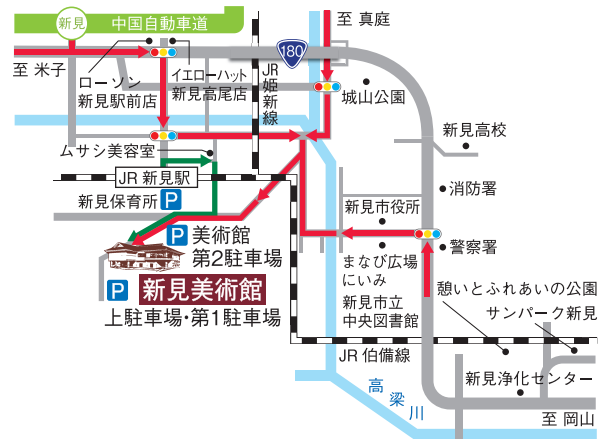 新見
中国自動車道
至 真庭
180
至 米子
ローソン
新見駅前店
イエローハット
新見高尾店
JR
姫
新
線
城山公園
新見高校
ムサシ美容室
JR 新見駅
消防署
新見保育所 P
新見市役所
P 美術館
第2駐車場
警察署
まなび広場
にいみ
新見市立
中央図書館
P 新見美術館
上駐車場・第1駐車場
憩いとふれあいの公園
サンパーク新見
JR 伯備線
新見浄化センター
高
梁
川
至 岡山